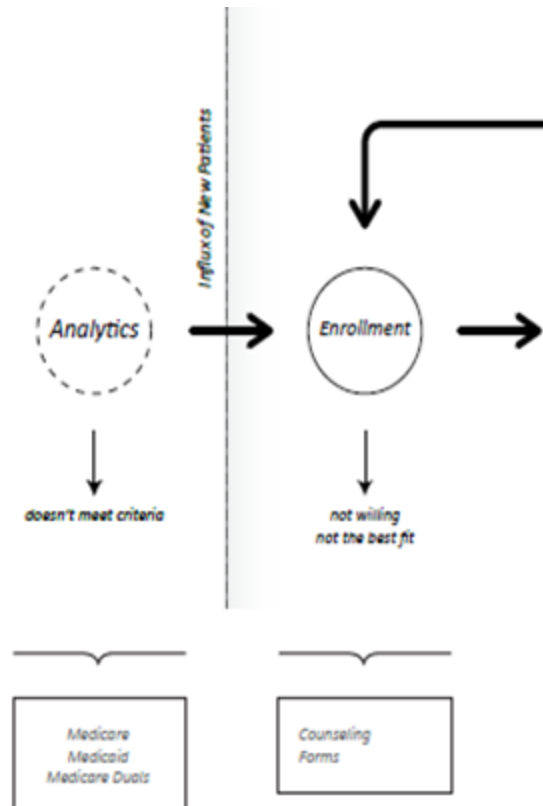 Influx of New Patients
Analytics
Enrollment
doesn't meet criteria
not willing
not the best fit
Medicare
Medicaid
Medicare Duals
Counseling
Forms